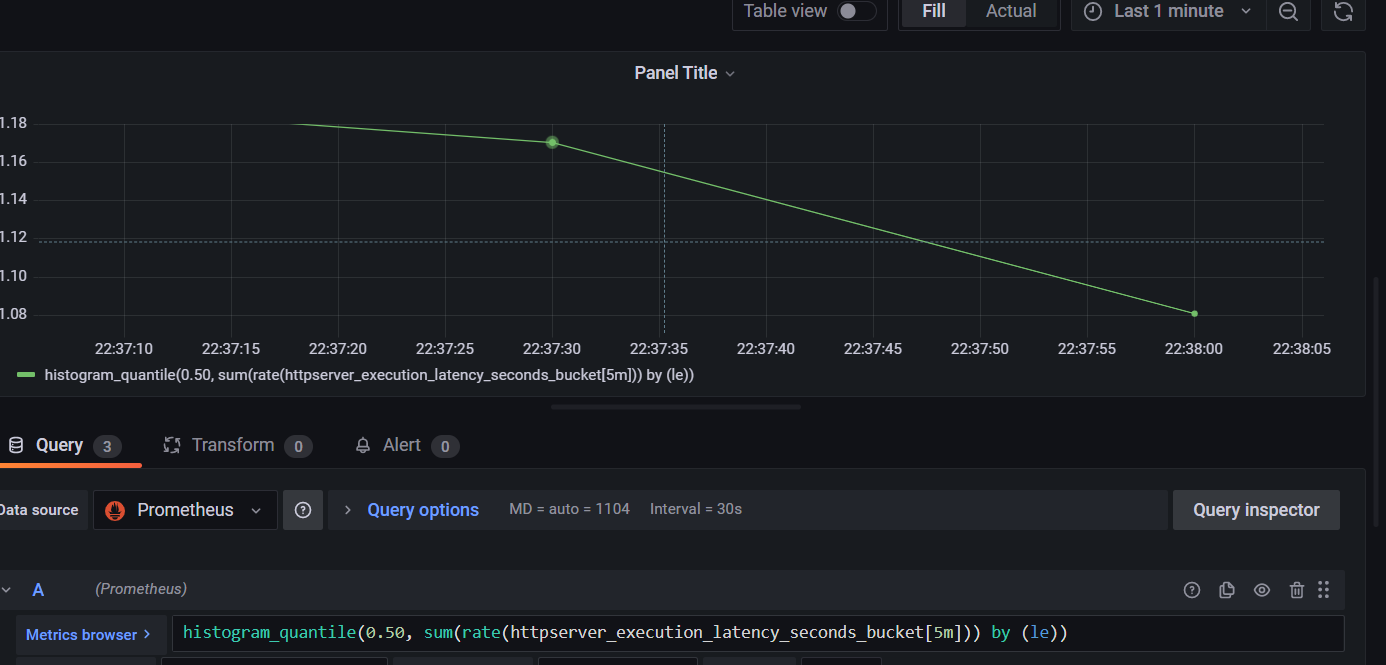 Table view
Fill
Actual
Last 1 minute
Panel Title
1.18
1.16
1.14
1.12
1.10
1.08
22:37:10
22:37:15
22:37:20
22:37:25
22:37:30
22:37:35
22:37:40
22:37:45
22:37:50
22:37:55
22:38:00
22:38:05
histogram_quantile(0.50, sum(rate(httpserver_execution_latency_seconds_bucket[5m])) by (le))
Query 3
Transform 0
Alert 0
Data source
Prometheus
Query options
MD = auto = 1104
Interval = 30s
Query inspector
A
(Prometheus)
Metrics browser >
histogram_quantile(0.50, sum(rate(httpserver_execution_latency_seconds_bucket[5m])) by (le))